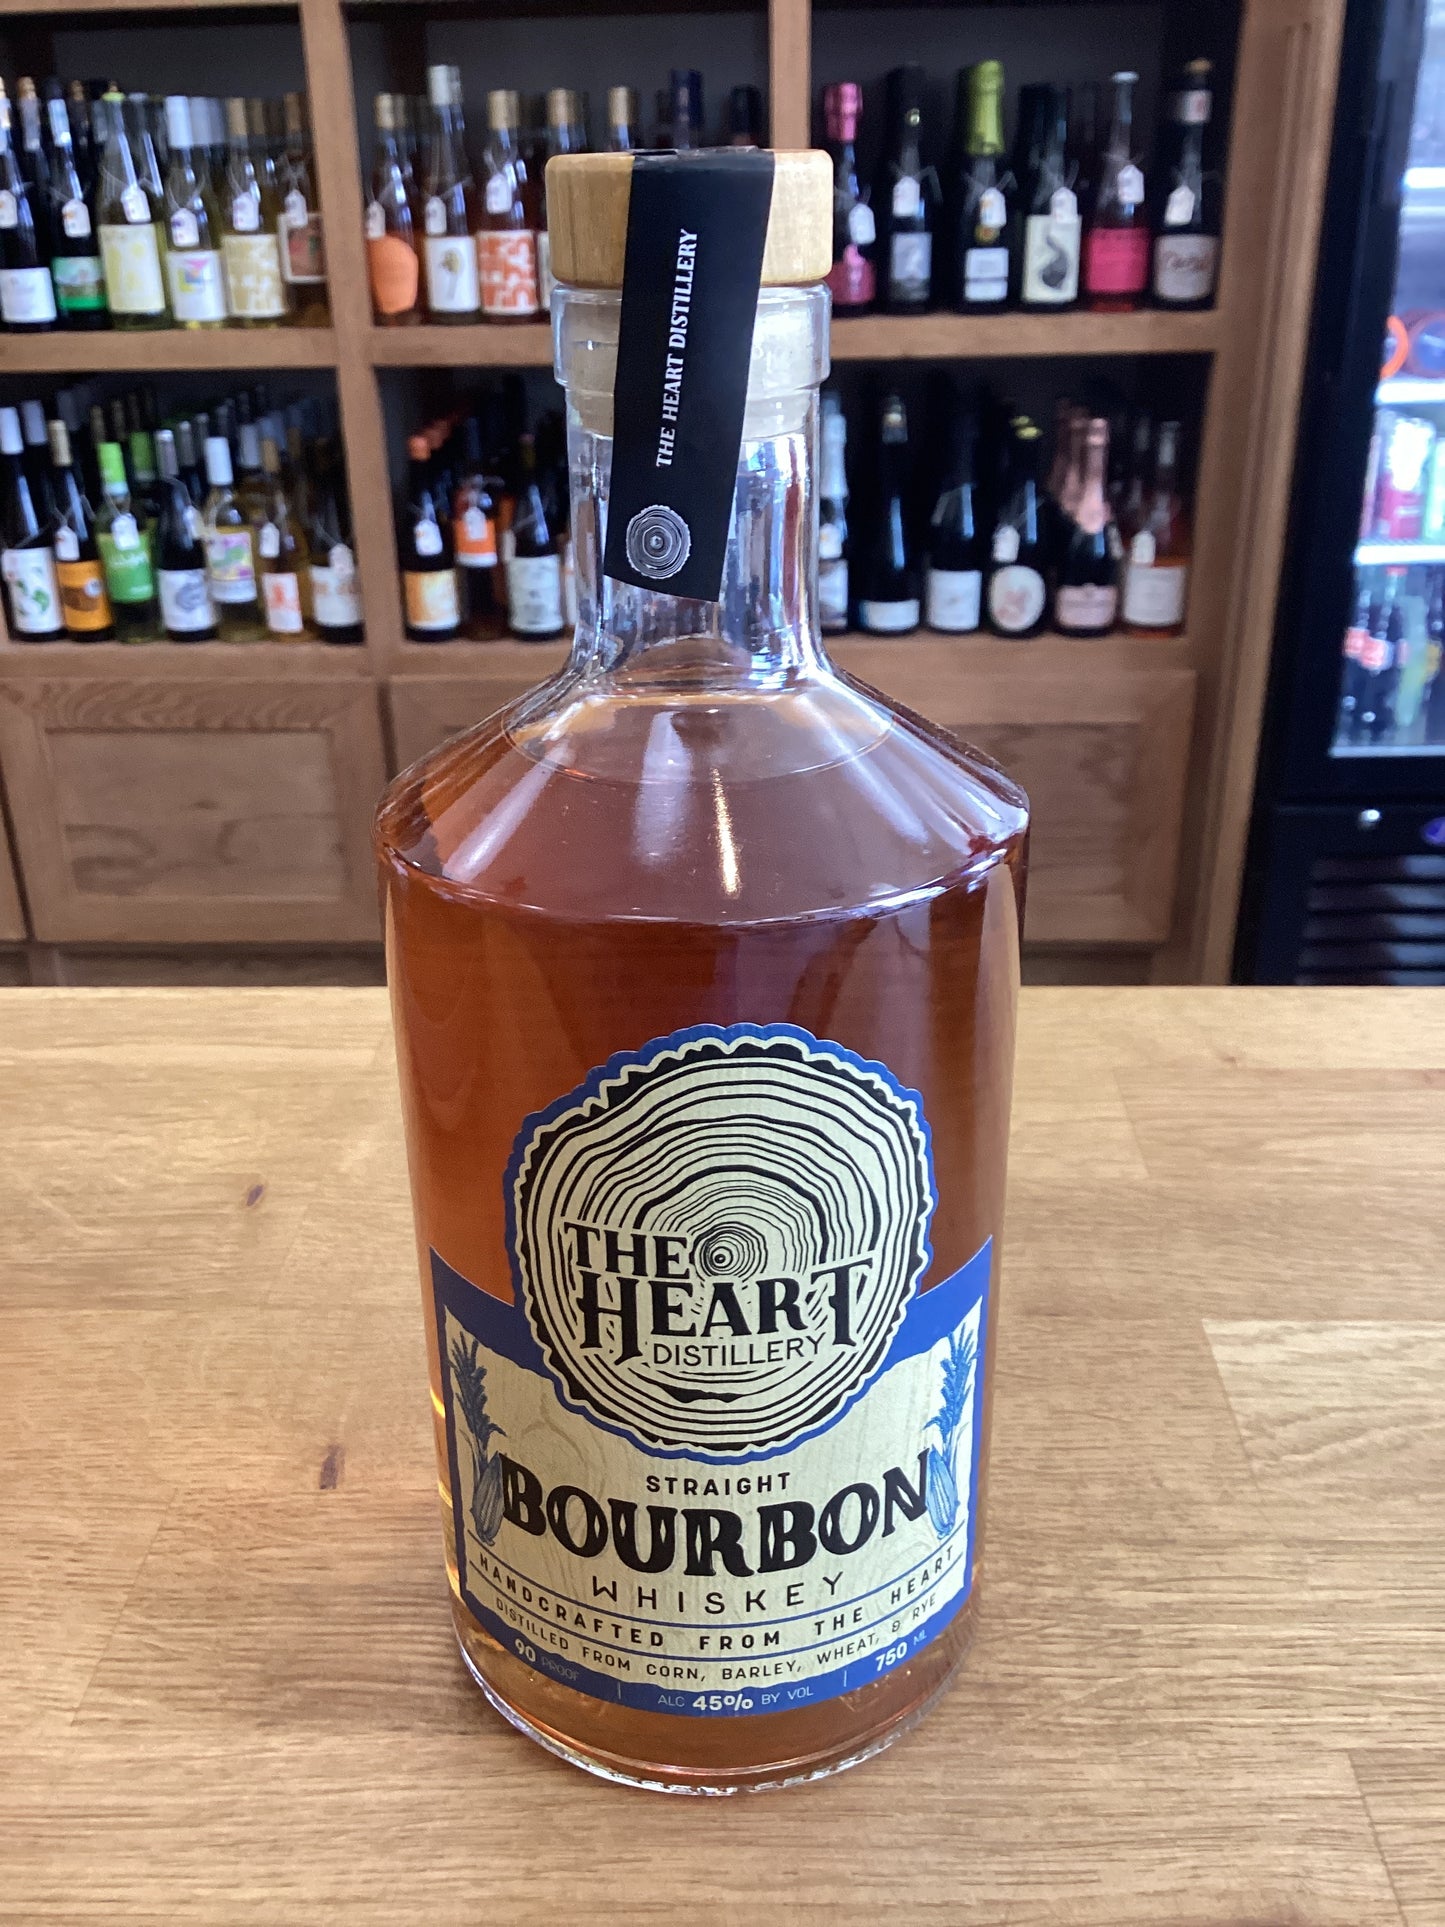 THE HEART DISTILLERY
THE
HEART
DISTILLERY
STRAIGHT
BOURBON
WHISKEY
HANDCRAFTED FROM THE HEART
DISTILLED FROM CORN, BARLEY, WHEAT, & RYE
90 PROOF | ALC 45% BY VOL | 750 ML